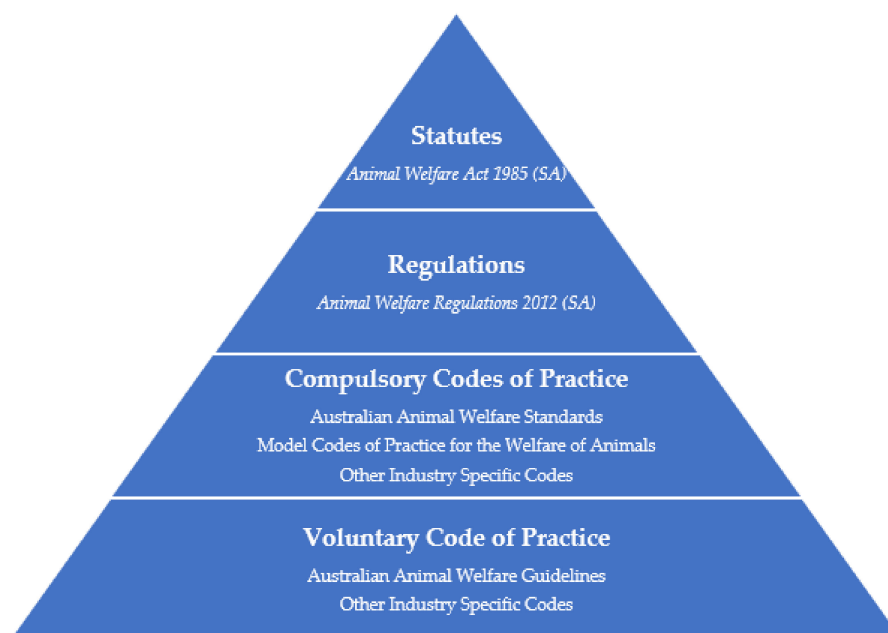 Statutes
Animal Welfare Act 1985 (SA)
Regulations
Animal Welfare Regulations 2012 (SA)
Compulsory Codes of Practice
Australian Animal Welfare Standards
Model Codes of Practice for the Welfare of Animals
Other Industry Specific Codes
Voluntary Code of Practice
Australian Animal Welfare Guidelines
Other Industry Specific Codes